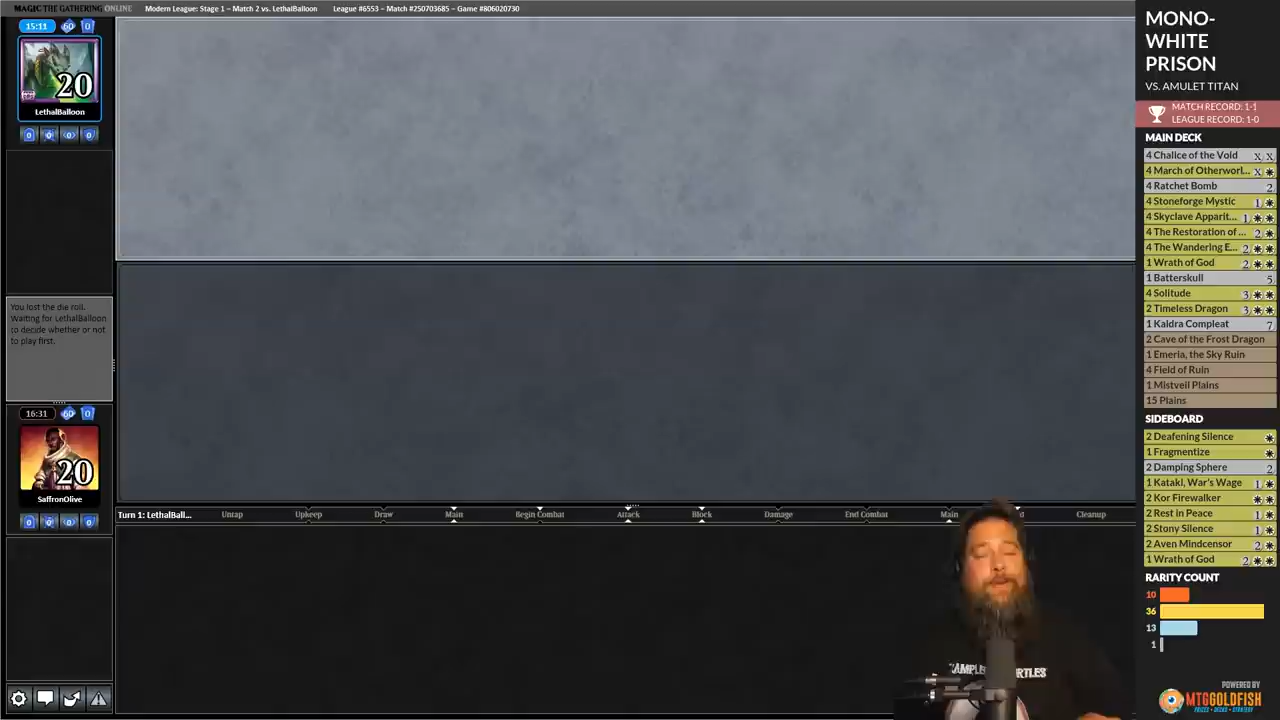 MAGIC THE GATHERING ONLINE Modern League: Stage 1 – Match 2 vs. LethalBalloon League #6553 – Match #250703685 – Game #806020730
15:11 60 0
20
LethalBalloon
0 0 0 0
You lost the die roll.
Waiting for LethalBalloon
to decide whether or not
to play first.
16:31 60 0
20
SaffronOlive
0 0 0 0
Turn 1: LethalBall... Untap Upkeep Draw Main Begin Combat Attack Block Damage End Combat Main Cleanup
MONO-
WHITE
PRISON
VS. AMULET TITAN
MATCH RECORD: 1-1
LEAGUE RECORD: 1-0
MAIN DECK
4 Chalice of the Void X X
4 March of Otherworl... X
4 Ratchet Bomb 2
4 Stoneforge Mystic 1
4 Skyclave Apparit... 1
4 The Restoration of ... 2
4 The Wandering E... 2
1 Wrath of God 2
1 Batterskull 5
4 Solitude 3
2 Timeless Dragon 3
1 Kaldra Compleat 7
2 Cave of the Frost Dragon
1 Emeria, the Sky Ruin
4 Field of Ruin
1 Mistveil Plains
15 Plains
SIDEBOARD
2 Deafening Silence
1 Fragmentize
2 Damping Sphere 2
1 Kataki, War's Wage 1
2 Kor Firewalker
2 Rest in Peace 1
2 Stony Silence 1
2 Aven Mindcensor 2
1 Wrath of God 2
RARITY COUNT
10
36
13
1
POWERED BY
MTGGOLDFISH